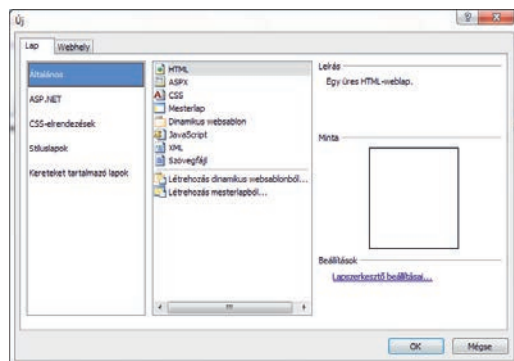 Új
Lap
Webhely
Általános
ASP.NET
CSS-elrendezések
Stíluslapok
Kereteket tartalmazó lapok
HTML
ASPX
CSS
Mesterlap
Dinamikus websablon
JavaScript
XML
Szövegfájl
Létrehozás dinamikus websablonból...
Létrehozás mesterlapból...
Leírás
Egy üres HTML-weblap.
Minta
Beállítások
Lapszerkesztő beállításai...
OK
Mégse